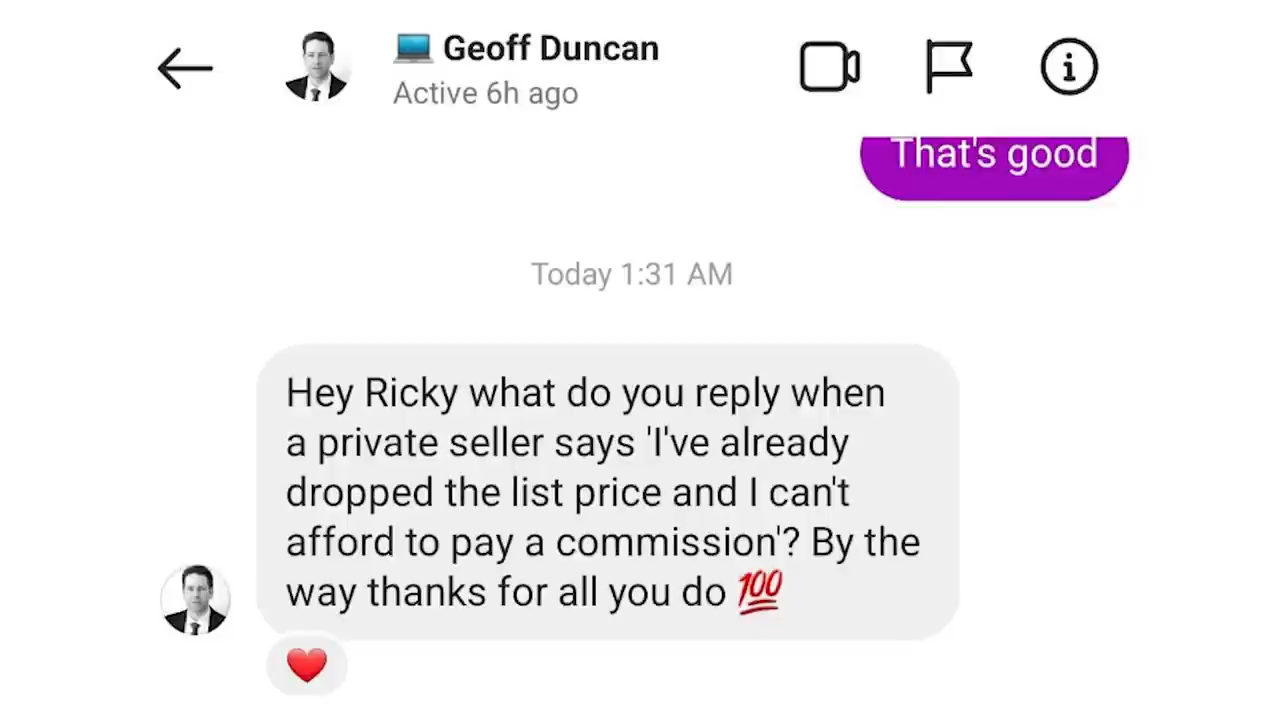 💻 Geoff Duncan
Active 6h ago
That's good
Today 1:31 AM
Hey Ricky what do you reply when
a private seller says 'I've already
dropped the list price and I can't
afford to pay a commission'? By the
way thanks for all you do 💯
❤️